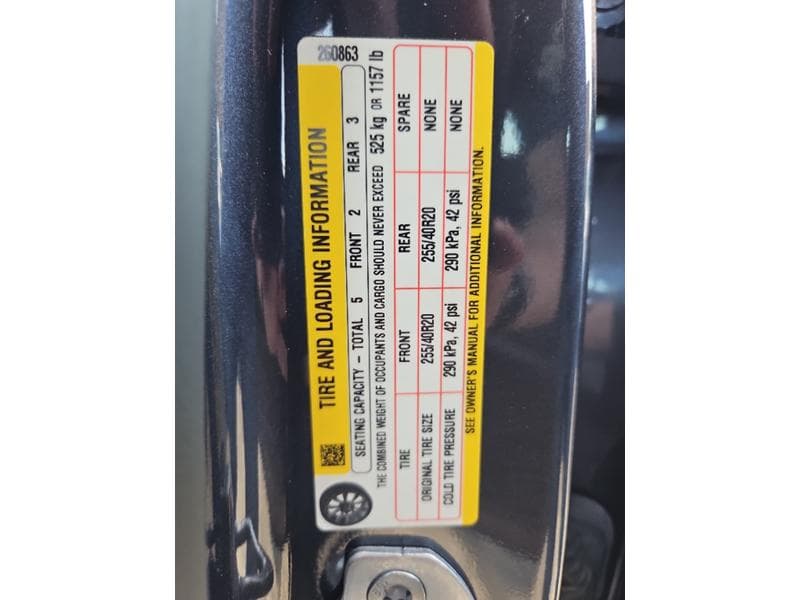 260863
TIRE AND LOADING INFORMATION
SEATING CAPACITY – TOTAL 5 FRONT 2 REAR 3
THE COMBINED WEIGHT OF OCCUPANTS AND CARGO SHOULD NEVER EXCEED 525 kg OR 1157 lb
TIRE FRONT REAR SPARE
ORIGINAL TIRE SIZE 255/40R20 255/40R20 NONE
COLD TIRE PRESSURE 290 kPa, 42 psi 290 kPa, 42 psi NONE
SEE OWNER'S MANUAL FOR ADDITIONAL INFORMATION.